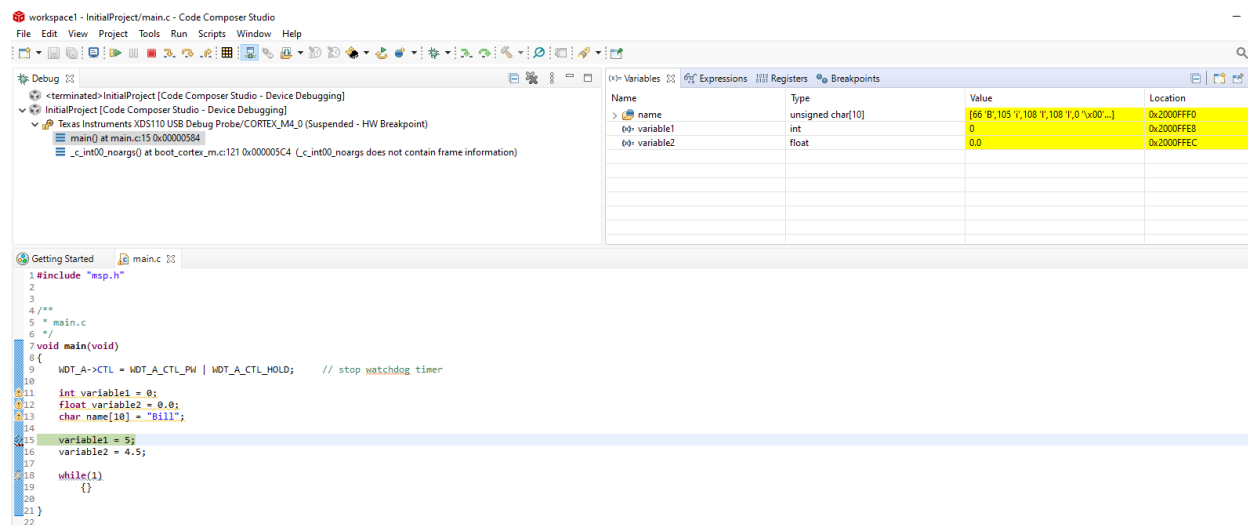 workspace1 - InitialProject/main.c - Code Composer Studio
File Edit View Project Tools Run Scripts Window Help
Debug
<terminated>InitialProject [Code Composer Studio - Device Debugging]
InitialProject [Code Composer Studio - Device Debugging]
Texas Instruments XDS110 USB Debug Probe/CORTEX_M4_0 (Suspended - HW Breakpoint)
main() at main.c:15 0x00000584
_c_int00_noargs() at boot_cortex_m.c:121 0x000005C4 (_c_int00_noargs does not contain frame information)
(x)= Variables Expressions Registers Breakpoints
Name Type Value Location
name unsigned char[10] [66 'B',105 'i',108 'l',108 'l',0 '\x00'...] 0x2000FFF0
(x)= variable1 int 0 0x2000FFE8
(x)= variable2 float 0.0 0x2000FFEC
Getting Started main.c
1 #include "msp.h"
2
3
4 /**
5 * main.c
6 */
7 void main(void)
8 {
9 WDT_A->CTL = WDT_A_CTL_PW | WDT_A_CTL_HOLD; // stop watchdog timer
10
11 int variable1 = 0;
12 float variable2 = 0.0;
13 char name[10] = "Bill";
14
15 variable1 = 5;
16 variable2 = 4.5;
17
18 while(1)
19 {}
20
21 }
22